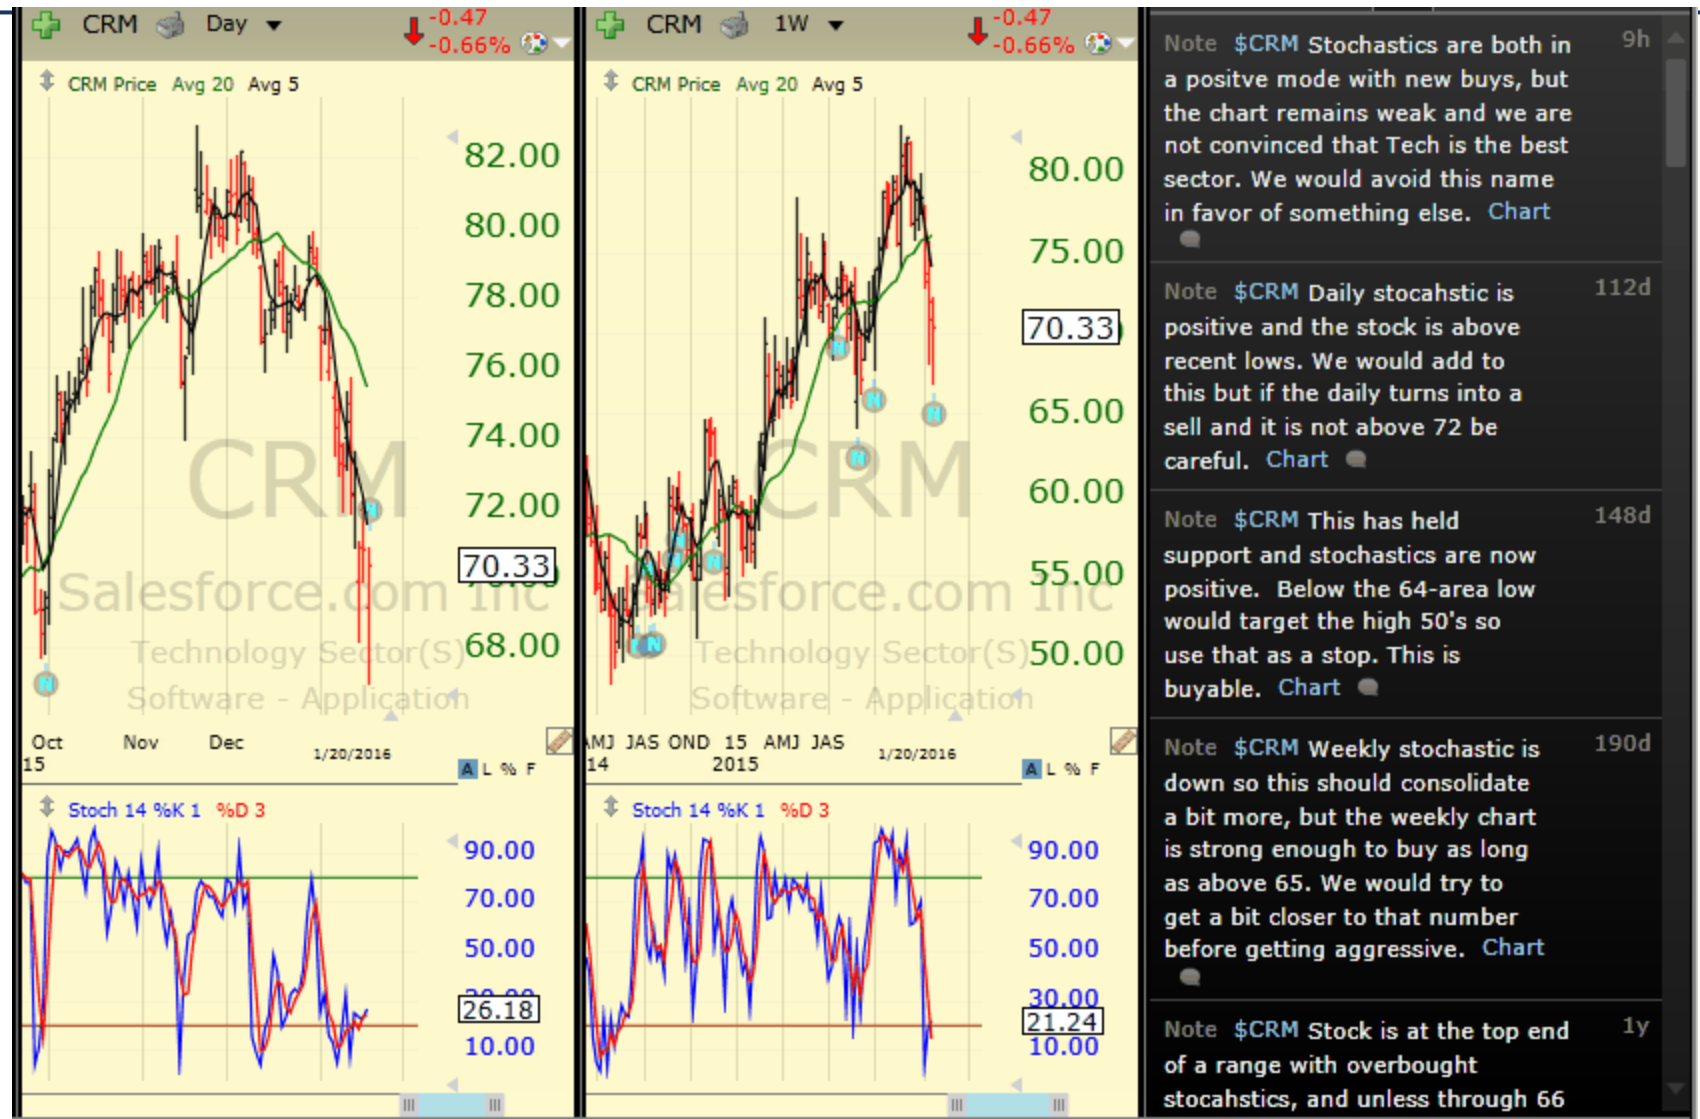 CRM Day
-0.47
-0.66%
CRM Price Avg 20 Avg 5
82.00
80.00
78.00
76.00
74.00
72.00
70.33
68.00
CRM
Salesforce.com Inc
Technology Sector(S)
Software - Application
N
N
Oct Nov Dec 1/20/2016
15
A L % F
Stoch 14 %K 1 %D 3
90.00
70.00
50.00
26.18
10.00
CRM 1W
-0.47
-0.66%
CRM Price Avg 20 Avg 5
80.00
75.00
70.33
65.00
60.00
55.00
50.00
CRM
Salesforce.com Inc
Technology Sector(S)
Software - Application
N
N
N
N
N
N
N
N
AMJ JAS OND 15 AMJ JAS 1/20/2016
14 2015
A L % F
Stoch 14 %K 1 %D 3
90.00
70.00
50.00
30.00
21.24
10.00
Note $CRM Stochastics are both in 9h
a positve mode with new buys, but
the chart remains weak and we are
not convinced that Tech is the best
sector. We would avoid this name
in favor of something else. Chart
Note $CRM Daily stocahstic is 112d
positive and the stock is above
recent lows. We would add to
this but if the daily turns into a
sell and it is not above 72 be
careful. Chart
Note $CRM This has held 148d
support and stochastics are now
positive. Below the 64-area low
would target the high 50's so
use that as a stop. This is
buyable. Chart
Note $CRM Weekly stochastic is 190d
down so this should consolidate
a bit more, but the weekly chart
is strong enough to buy as long
as above 65. We would try to
get a bit closer to that number
before getting aggressive. Chart
Note $CRM Stock is at the top end 1y
of a range with overbought
stocahstics, and unless through 66